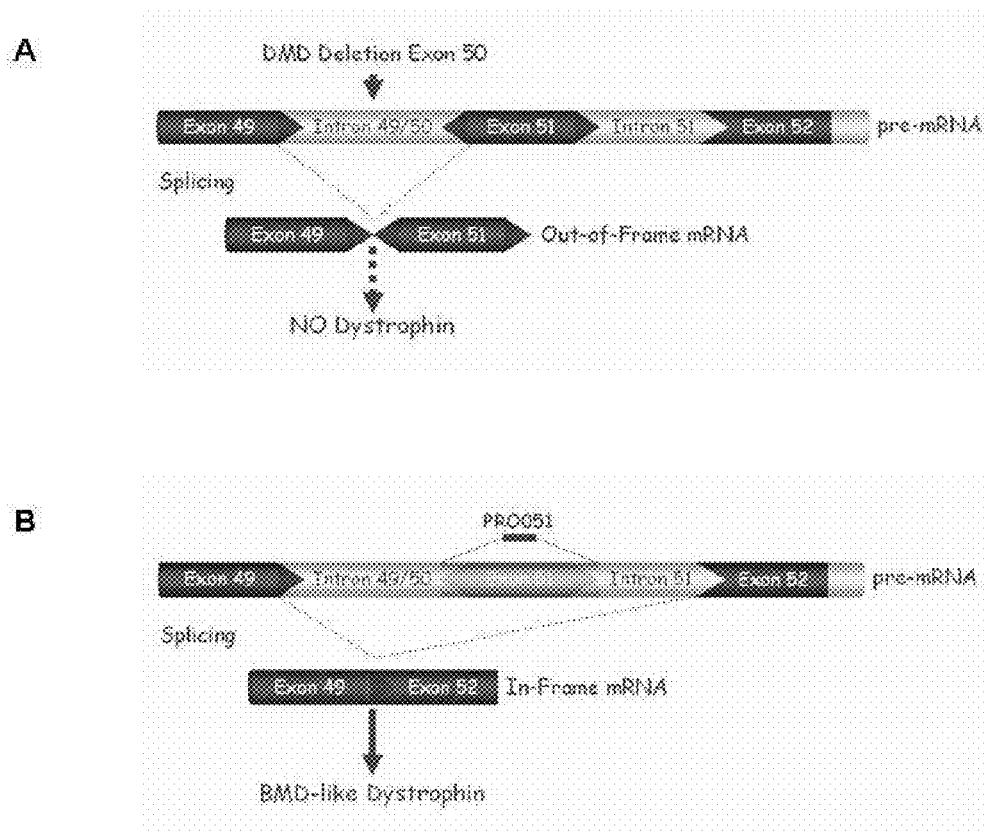 A
DMD Deletion Exon 50
Exon 49 Intron 49/50 Exon 51 Intron 51 Exon 52 pre-mRNA
Splicing
Exon 49 Exon 51 Out-of-Frame mRNA
NO Dystrophin
B
PRO051
Exon 49 Intron 49/50 Intron 51 Exon 52 pre-mRNA
Splicing
Exon 49 Exon 52 In-Frame mRNA
BMD-like Dystrophin